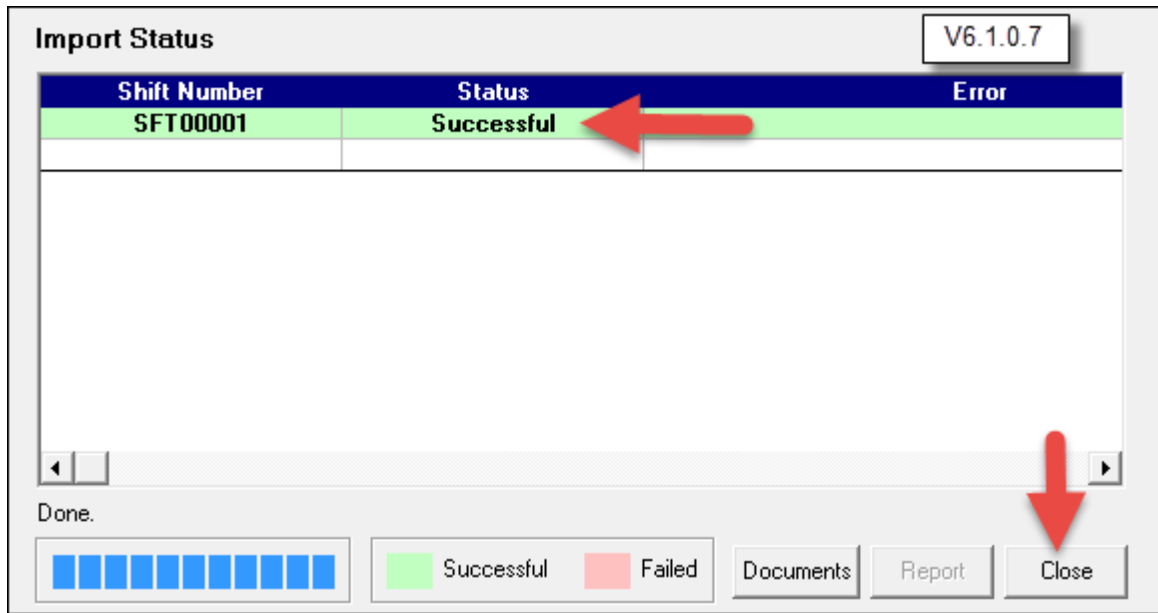 Import Status
V6.1.0.7
Shift Number Status Error
SFT00001 Successful
Done.
Successful Failed Documents Report Close